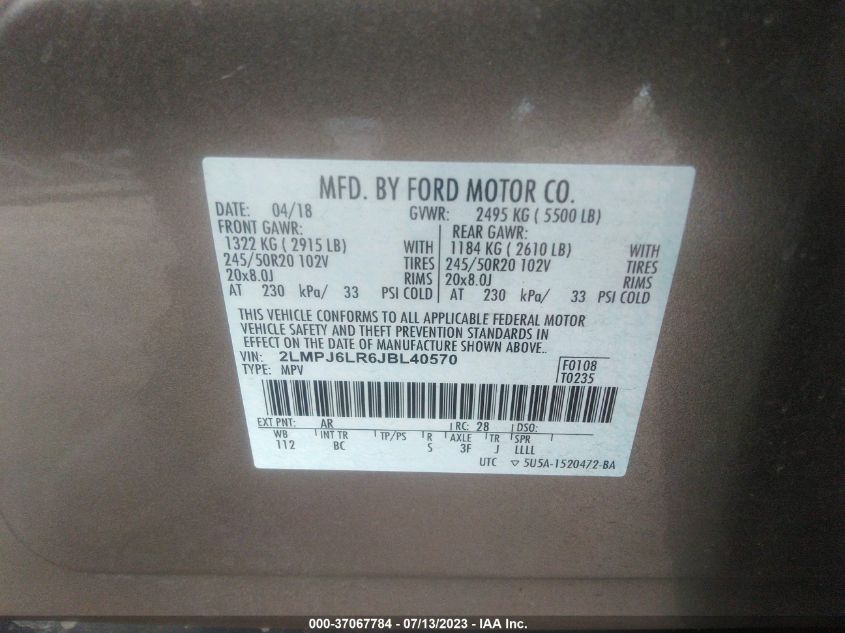 MFD. BY FORD MOTOR CO.
DATE: 04/18 GVWR: 2495 KG ( 5500 LB)
FRONT GAWR: REAR GAWR:
1322 KG ( 2915 LB) WITH 1184 KG ( 2610 LB) WITH
245/50R20 102V TIRES 245/50R20 102V TIRES
20x8.0J RIMS 20x8.0J RIMS
AT 230 kPa/ 33 PSI COLD AT 230 kPa/ 33 PSI COLD
THIS VEHICLE CONFORMS TO ALL APPLICABLE FEDERAL MOTOR
VEHICLE SAFETY AND THEFT PREVENTION STANDARDS IN
EFFECT ON THE DATE OF MANUFACTURE SHOWN ABOVE..
VIN: 2LMPJ6LR6JBL40570 F0108
TYPE: MPV T0235
EXT PNT: AR RC: 28 DSO:
WB INT TR TP/PS R AXLE TR SPR
112 BC S 3F J LLLL
UTC ▽ 5U5A-1520472-BA
000-37067784 - 07/13/2023 - IAA Inc.